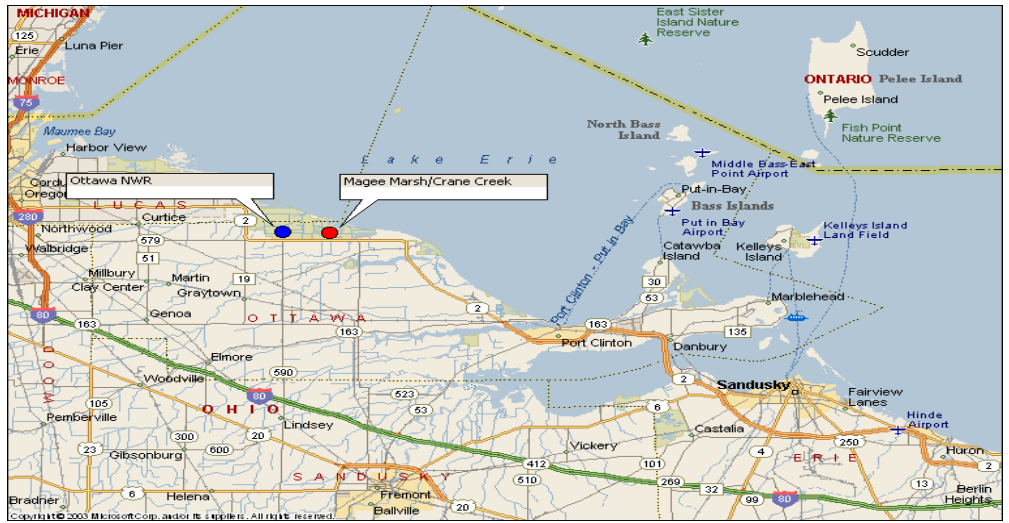 MICHIGAN
125
Erie
Luna Pier
MONROE
75
Maumee Bay
Harbor View
East Sister
Island Nature
Reserve
Scudder
ONTARIO Pelee Island
Pelee Island
Fish Point
Nature Reserve
North Bass
Island
Middle Bass-East
Point Airport
Lake Erie
Ottawa NWR
Magee Marsh/Crane Creek
Oregon
LUCAS
280
Curtice
2
Northwood
579
Walbridge
51
Millbury
Clay Center
Martin
19
Graytown
Genoa
OTTAWA
80
163
163
Put-in-Bay
Bass Islands
Put in Bay
Airport
Port Clinton - Put in-Bay
Catawba
Island
Kelleys
Island
Kelleys Island
Land Field
30
53
Marblehead
2
163
135
Port Clinton
Danbury
WOOD
Elmore
Woodville
590
80
OHIO
105
Pemberville
Lindsey
300
20
600
23
Gibsonburg
523
53
2
6
Sandusky
Fairview
Lanes
Hinde
Airport
Castalia
Vickery
250
4
ERIE
Huron
2
412
101
510
269
32
99
80
13
Berlin
Heights
SANDUSKY
Bradner
6
Helena
Fremont
Ballville
20
Copyright © 2003 Microsoft Corp. and/or its suppliers. All rights reserved.